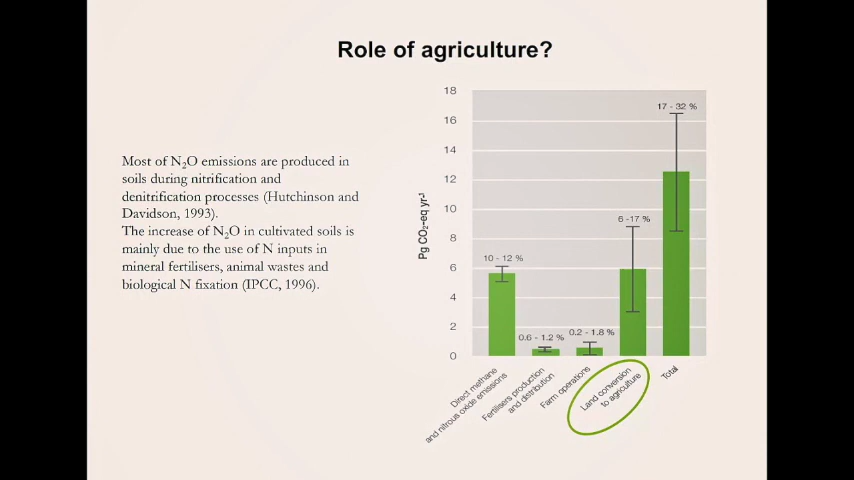 Role of agriculture?
Most of N₂O emissions are produced in
soils during nitrification and
denitrification processes (Hutchinson and
Davidson, 1993).
The increase of N₂O in cultivated soils is
mainly due to the use of N inputs in
mineral fertilisers, animal wastes and
biological N fixation (IPCC, 1996).
Pg CO₂-eq yr⁻¹
18
16
14
12
10
8
6
4
2
0
10 - 12 %
0.6 - 1.2 %
0.2 - 1.8 %
6 -17 %
17 - 32 %
Direct methane
and nitrous oxide emissions
Fertilisers production
and distribution
Farm operations
Land conversion
to agriculture
Total